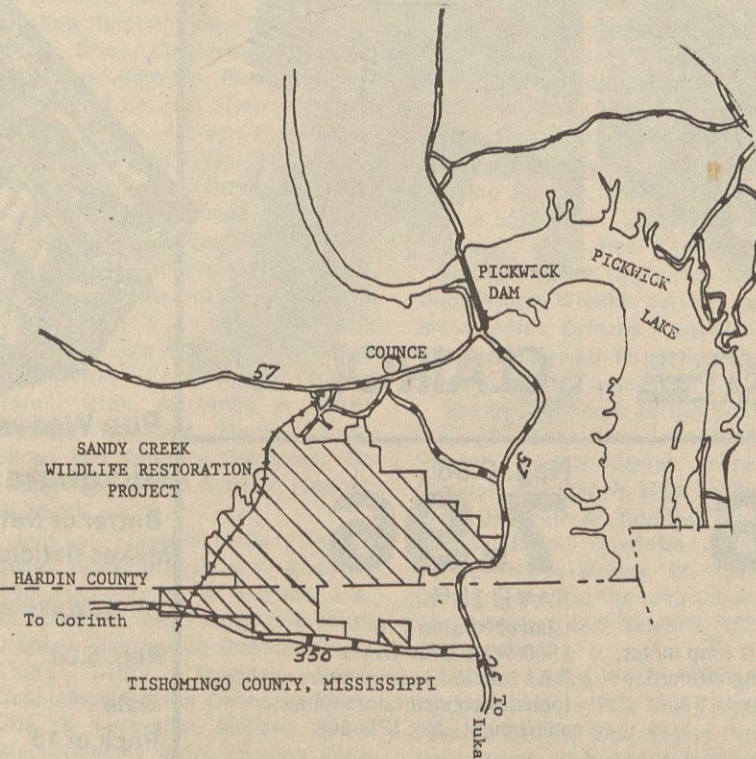 PICKWICK
DAM
PICKWICK
LAKE
COUNCE
57
SANDY CREEK
WILDLIFE RESTORATION
PROJECT
57
HARDIN COUNTY
To Corinth
350
25
To
Iuka
TISHOMINGO COUNTY, MISSISSIPPI